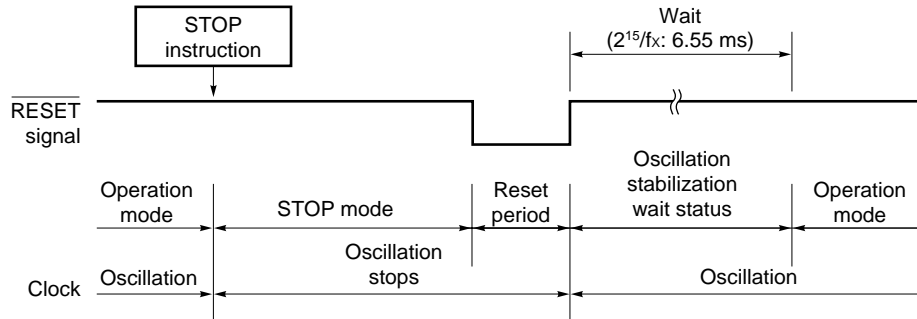 STOP
instruction
Wait
(2¹⁵/fx: 6.55 ms)
RESET
signal
Operation
mode
STOP mode
Reset
period
Oscillation
stabilization
wait status
Operation
mode
Clock
Oscillation
Oscillation
stops
Oscillation